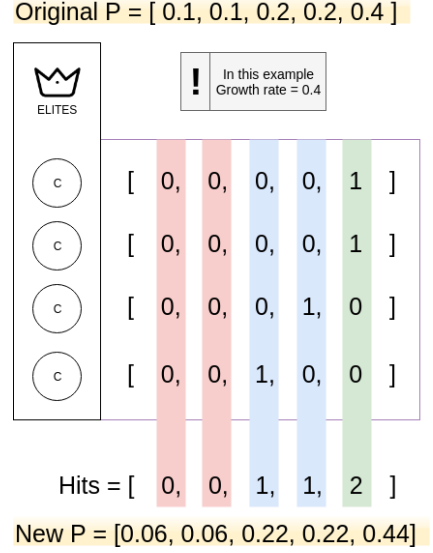 Original P = [ 0.1, 0.1, 0.2, 0.2, 0.4 ]
! In this example
Growth rate = 0.4
ELITES
C [ 0, 0, 0, 0, 1 ]
C [ 0, 0, 0, 0, 1 ]
C [ 0, 0, 0, 1, 0 ]
C [ 0, 0, 1, 0, 0 ]
Hits = [ 0, 0, 1, 1, 2 ]
New P = [0.06, 0.06, 0.22, 0.22, 0.44]